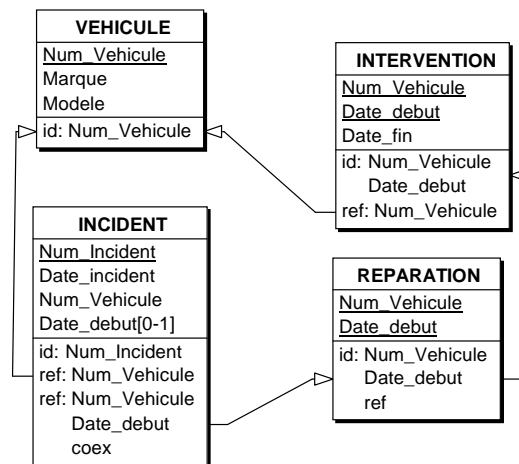 VEHICULE
Num_Vehicule
Marque
Modele
id: Num_Vehicule
INTERVENTION
Num_Vehicule
Date_debut
Date_fin
id: Num_Vehicule
Date_debut
ref: Num_Vehicule
INCIDENT
Num_Incident
Date_incident
Num_Vehicule
Date_debut[0-1]
id: Num_Incident
ref: Num_Vehicule
ref: Num_Vehicule
Date_debut
coex
REPARATION
Num_Vehicule
Date_debut
id: Num_Vehicule
Date_debut
ref